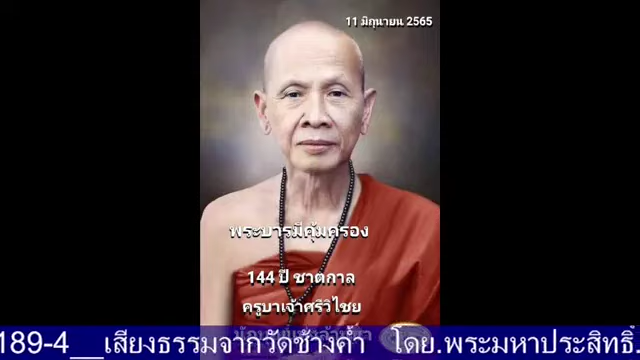 11 มิถุนายน 2565
พระบารมีคุ้มครอง
144 ปี ชาตกาล
ครูบาเจ้าศรีวิไชย
189-4__เสียงธรรมจากวัดช้างค้ำ โดย.พระมหาประสิทธิ์